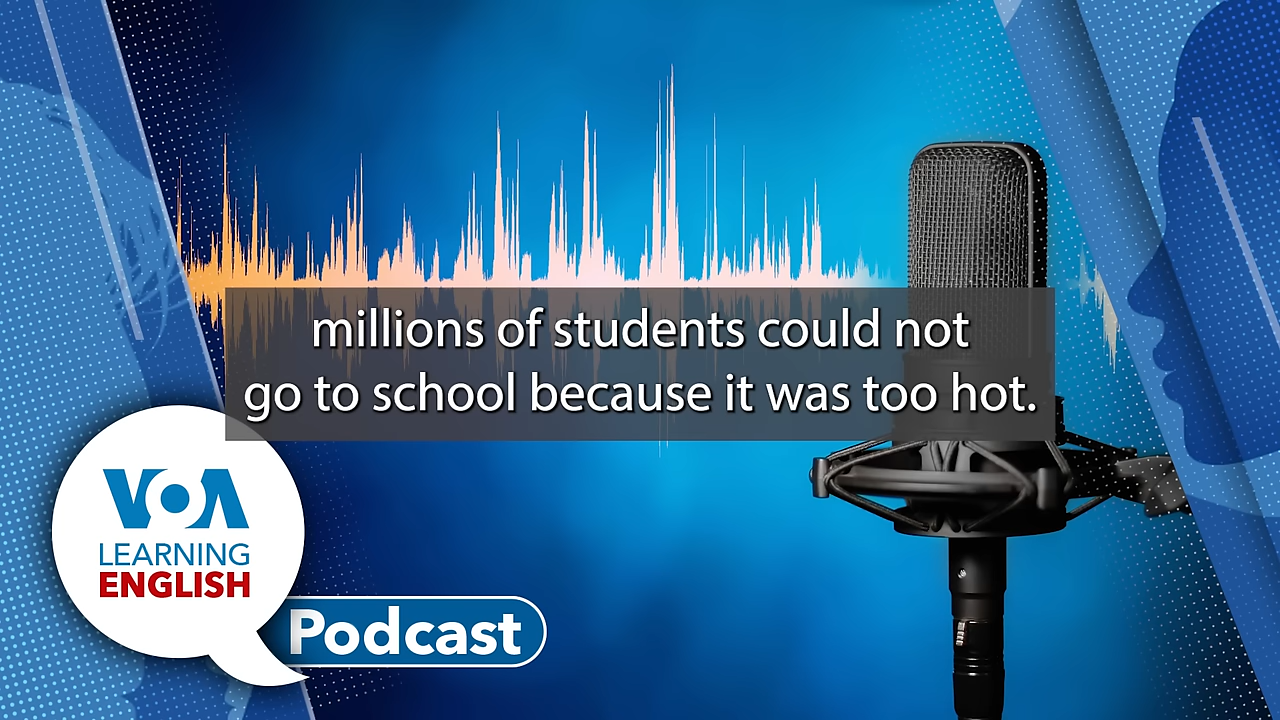 millions of students could not
go to school because it was too hot.
VOA
LEARNING
ENGLISH
Podcast